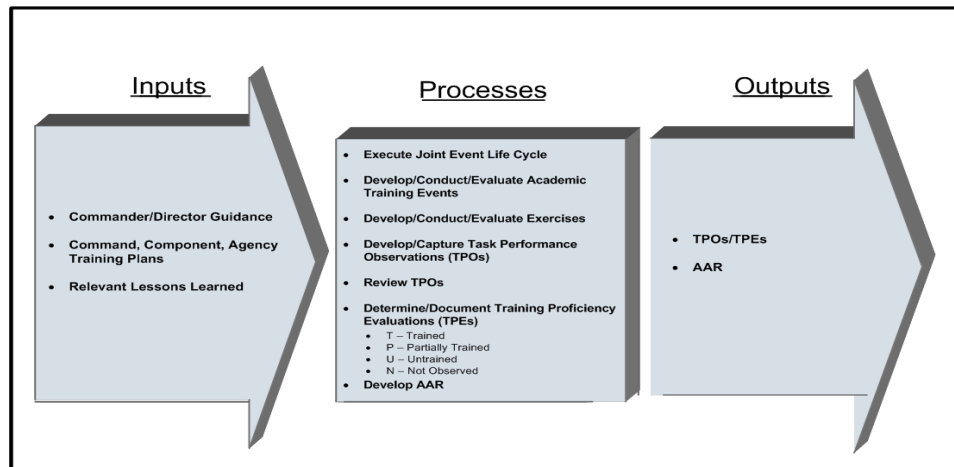 Inputs
• Commander/Director Guidance
• Command, Component, Agency
Training Plans
• Relevant Lessons Learned
Processes
• Execute Joint Event Life Cycle
• Develop/Conduct/Evaluate Academic
Training Events
• Develop/Conduct/Evaluate Exercises
• Develop/Capture Task Performance
Observations (TPOs)
• Review TPOs
• Determine/Document Training Proficiency
Evaluations (TPEs)
• T – Trained
• P – Partially Trained
• U – Untrained
• N – Not Observed
• Develop AAR
Outputs
• TPOs/TPEs
• AAR